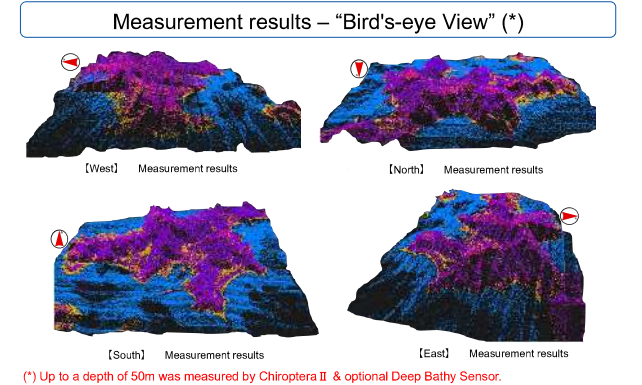 Measurement results – “Bird's-eye View” (*)
【West】 Measurement results
【North】 Measurement results
【South】 Measurement results
【East】 Measurement results
(*) Up to a depth of 50m was measured by Chiroptera Ⅱ & optional Deep Bathy Sensor.